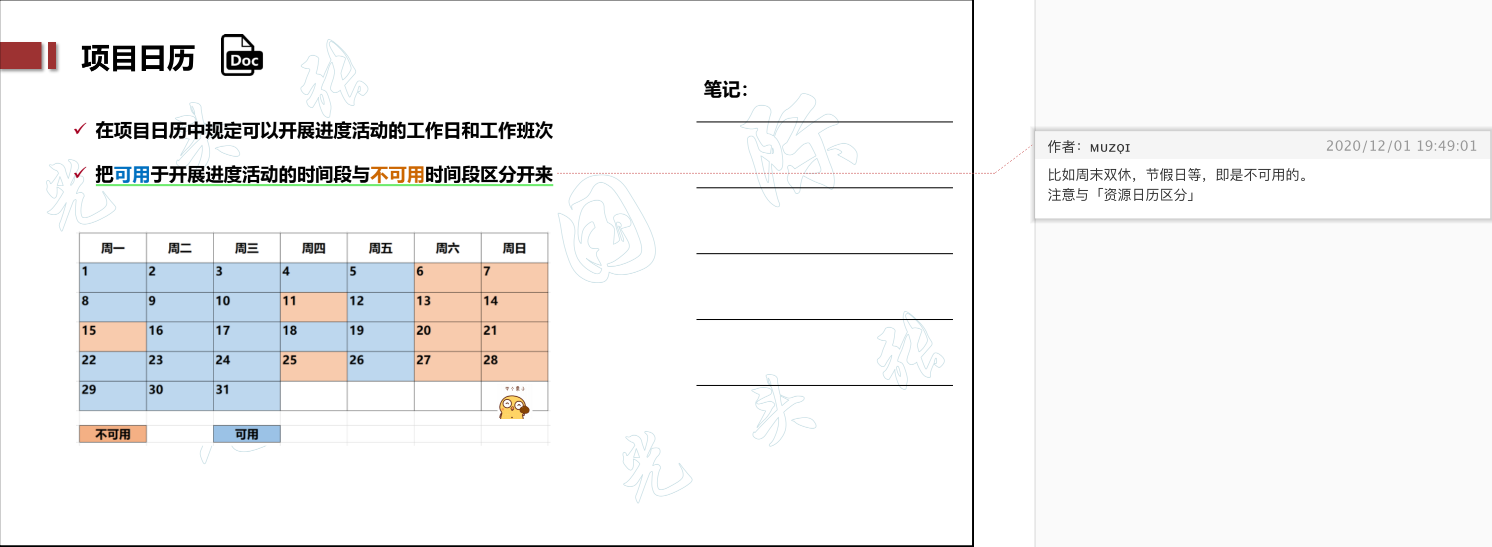 项目日历
Doc
笔记：
在项目日历中规定可以开展进度活动的工作日和工作班次
把可用于开展进度活动的时间段与不可用时间段区分开来
周一 周二 周三 周四 周五 周六 周日
1 2 3 4 5 6 7
8 9 10 11 12 13 14
15 16 17 18 19 20 21
22 23 24 25 26 27 28
29 30 31
不可用 可用
作者：MUZQI 2020/12/01 19:49:01
比如周末双休，节假日等，即是不可用的。
注意与「资源日历区分」